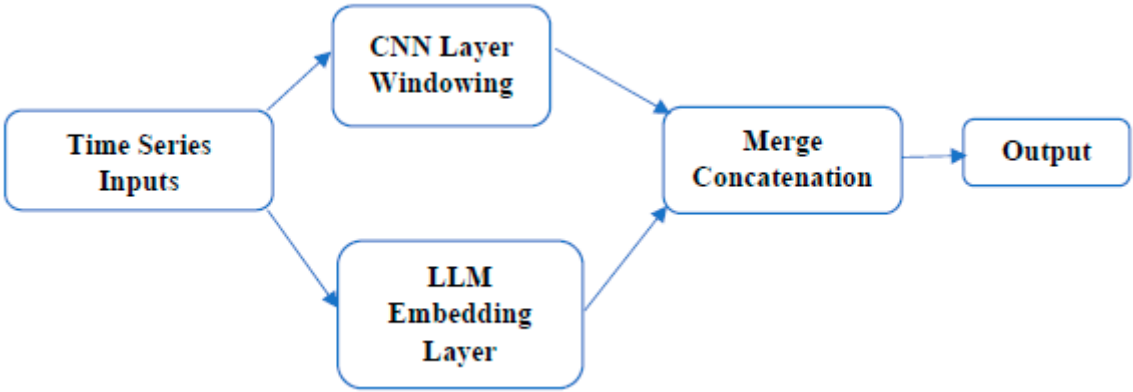 CNN Layer
Windowing
Time Series
Inputs
Merge
Concatenation
Output
LLM
Embedding
Layer